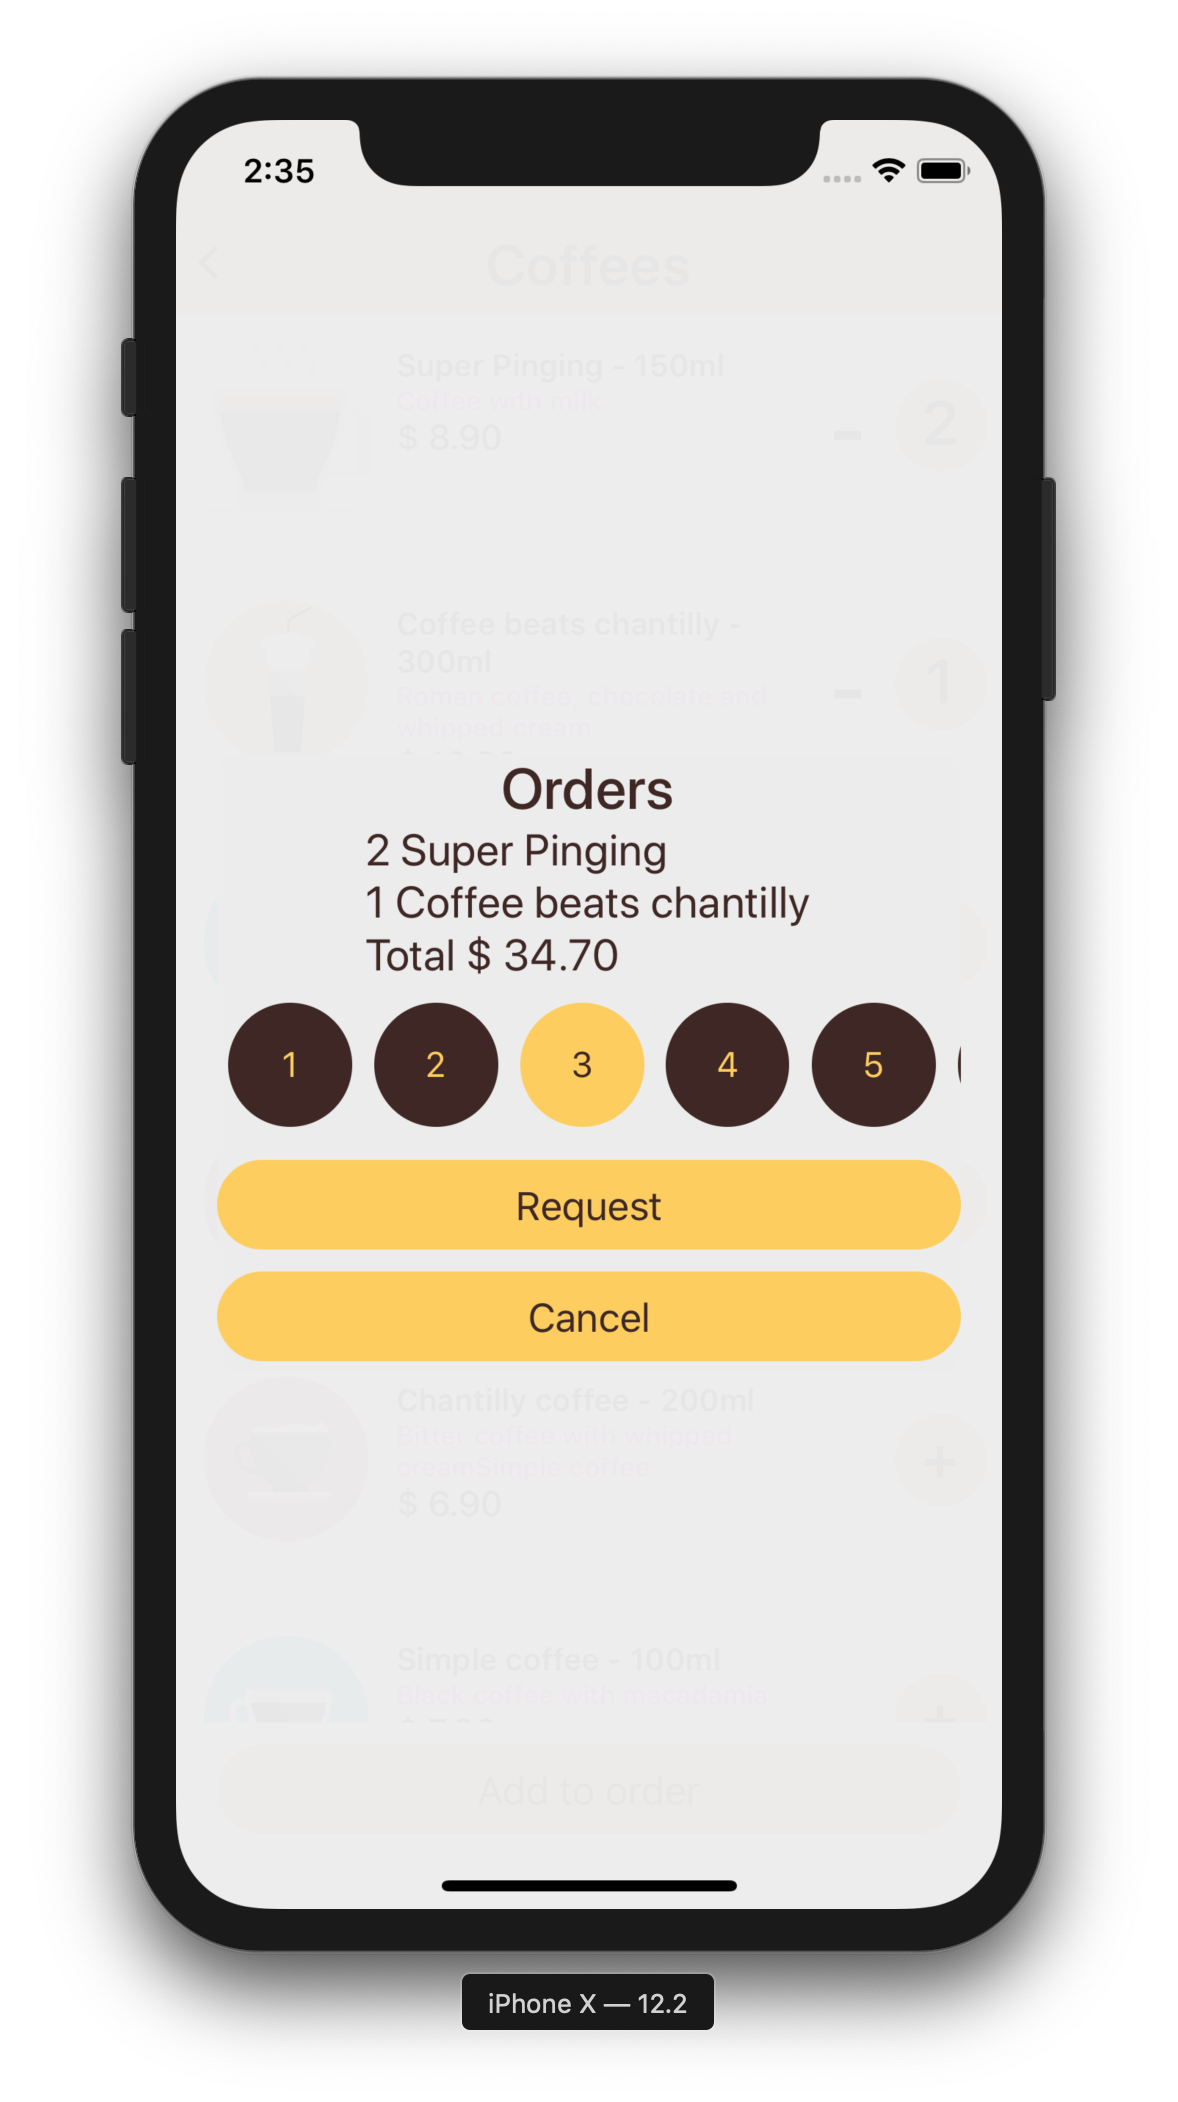 2:35
Coffees
Super Pinging - 150ml
Coffee with milk
$ 8.90
- 2
Coffee beats chantilly -
300ml
Roman coffee, chocolate and
whipped cream
- 1
Orders
2 Super Pinging
1 Coffee beats chantilly
Total $ 34.70
1 2 3 4 5
Request
Cancel
Chantilly coffee - 200ml
Bitter coffee with whipped
creamSimple coffee
$ 6.90
+
Simple coffee - 100ml
Black coffee with macadamia
+
Add to order
iPhone X — 12.2